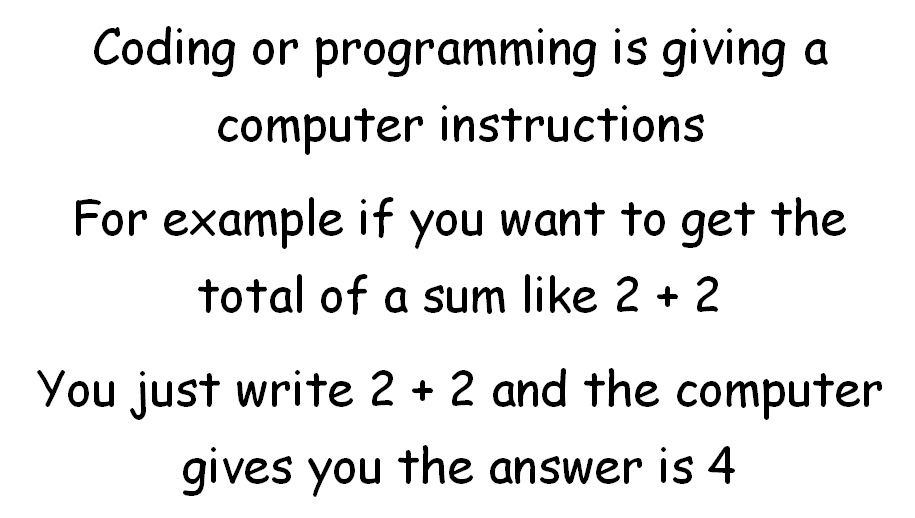 Coding or programming is giving a
computer instructions
For example if you want to get the
total of a sum like 2 + 2
You just write 2 + 2 and the computer
gives you the answer is 4